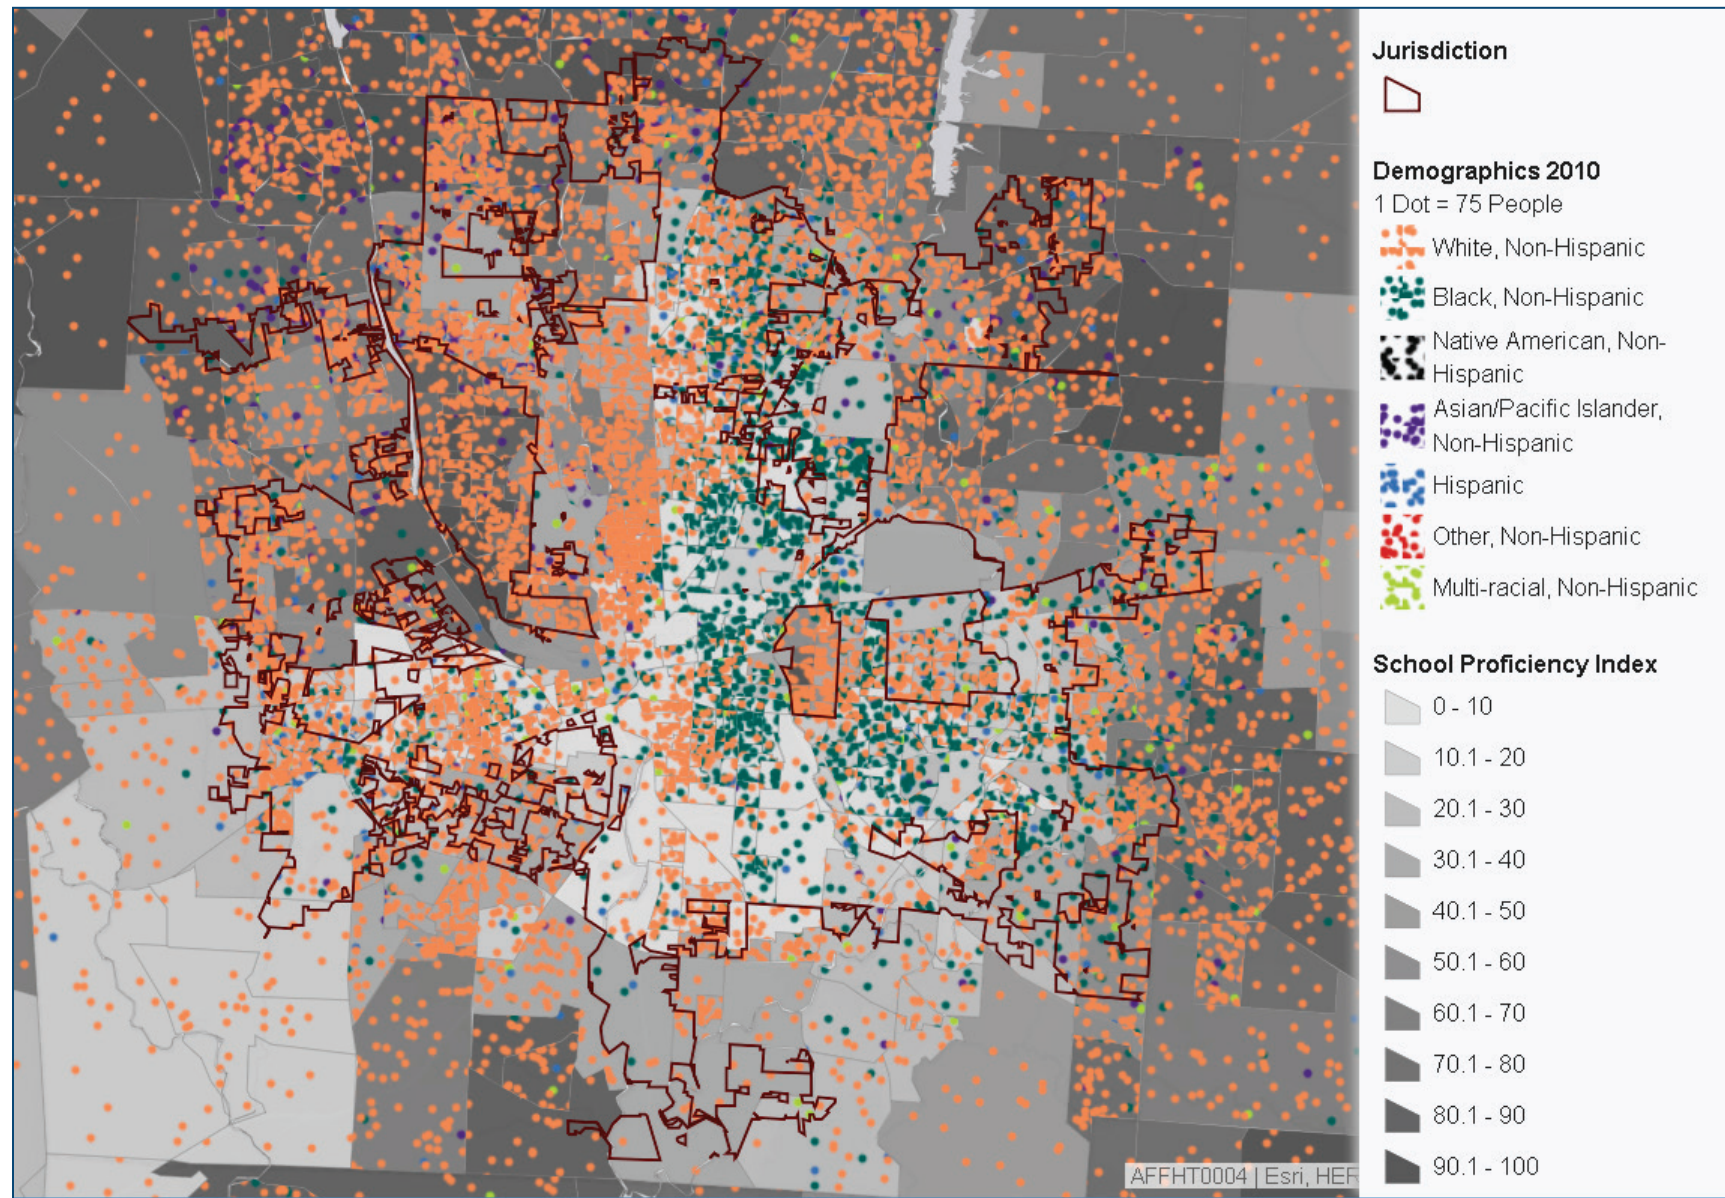 Jurisdiction
Demographics 2010
1 Dot = 75 People
White, Non-Hispanic
Black, Non-Hispanic
Native American, Non-
Hispanic
Asian/Pacific Islander,
Non-Hispanic
Hispanic
Other, Non-Hispanic
Multi-racial, Non-Hispanic
School Proficiency Index
0 - 10
10.1 - 20
20.1 - 30
30.1 - 40
40.1 - 50
50.1 - 60
60.1 - 70
70.1 - 80
80.1 - 90
90.1 - 100
AFFHT0004 | Esri, HER